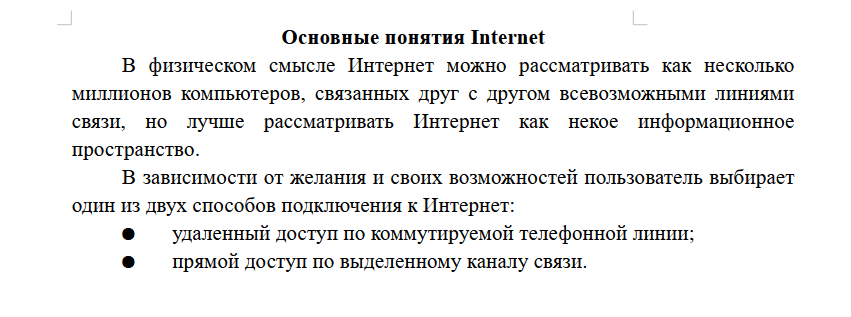 Основные понятия Internet
В физическом смысле Интернет можно рассматривать как несколько
миллионов компьютеров, связанных друг с другом всевозможными линиями
связи, но лучше рассматривать Интернет как некое информационное
пространство.
В зависимости от желания и своих возможностей пользователь выбирает
один из двух способов подключения к Интернет:
● удаленный доступ по коммутируемой телефонной линии;
● прямой доступ по выделенному каналу связи.